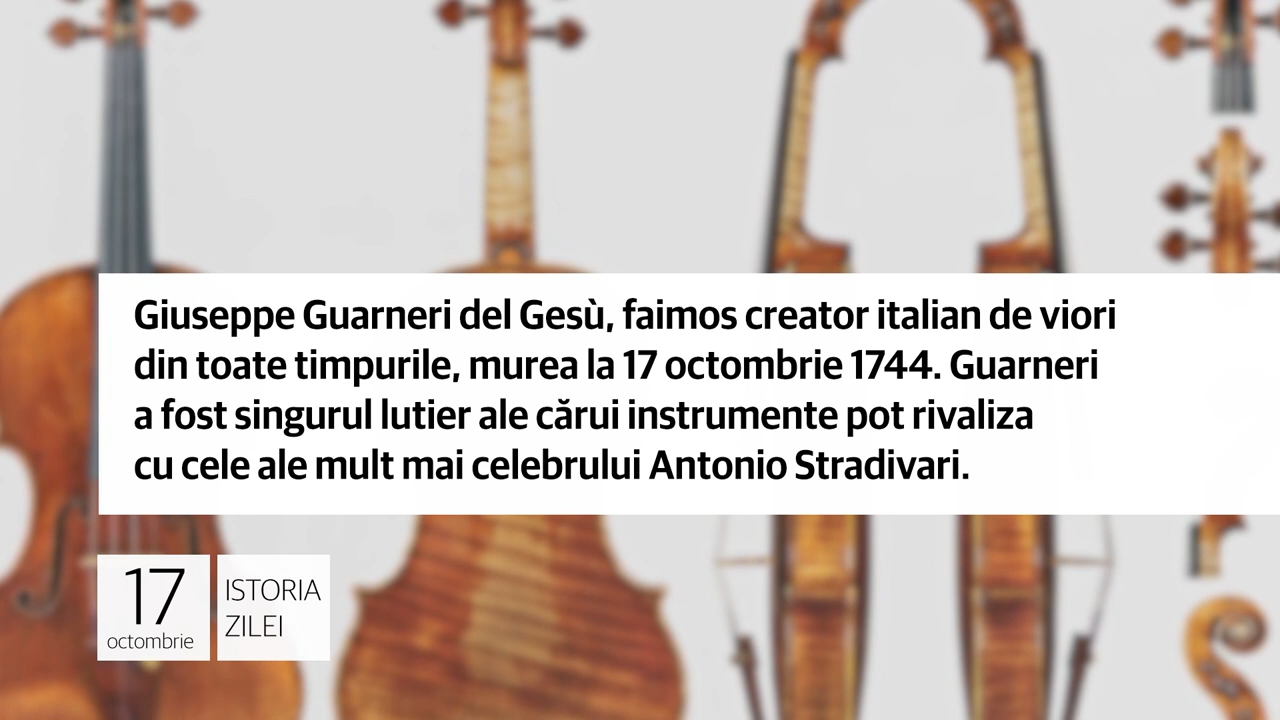 Giuseppe Guarneri del Gesù, faimos creator italian de viori
din toate timpurile, murea la 17 octombrie 1744. Guarneri
a fost singurul lutier ale cărui instrumente pot rivaliza
cu cele ale mult mai celebrului Antonio Stradivari.
17
octombrie
ISTORIA
ZILEI